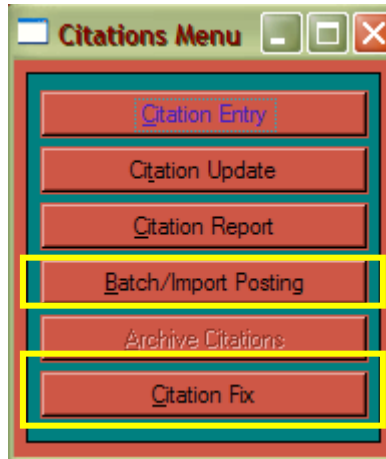 Citations Menu
Citation Entry
Citation Update
Citation Report
Batch/Import Posting
Archive Citations
Citation Fix